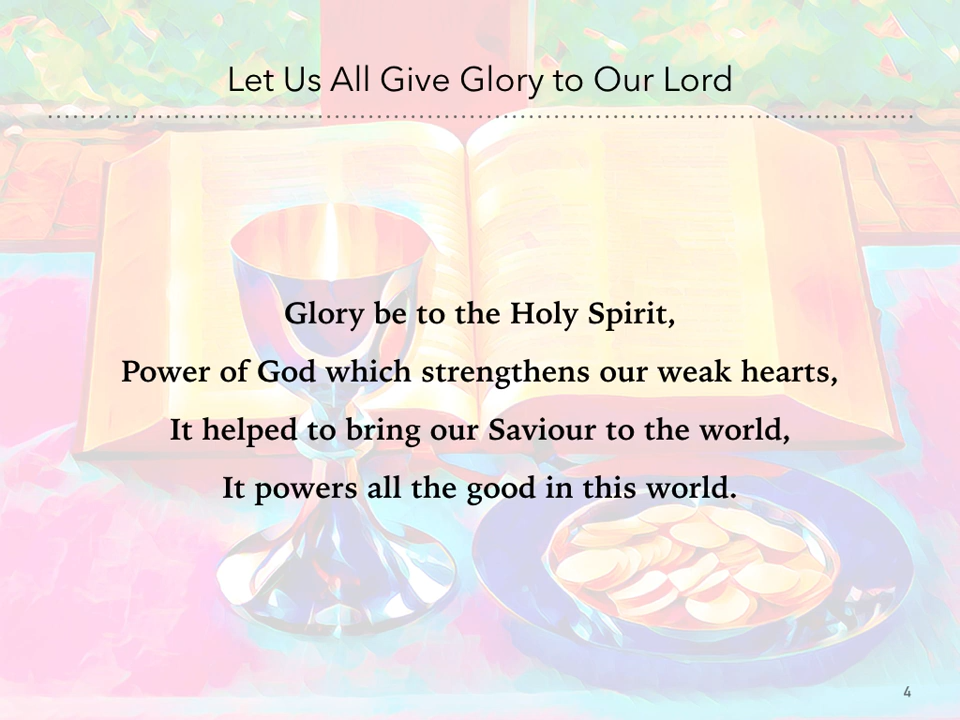 Let Us All Give Glory to Our Lord
Glory be to the Holy Spirit,
Power of God which strengthens our weak hearts,
It helped to bring our Saviour to the world,
It powers all the good in this world.
4